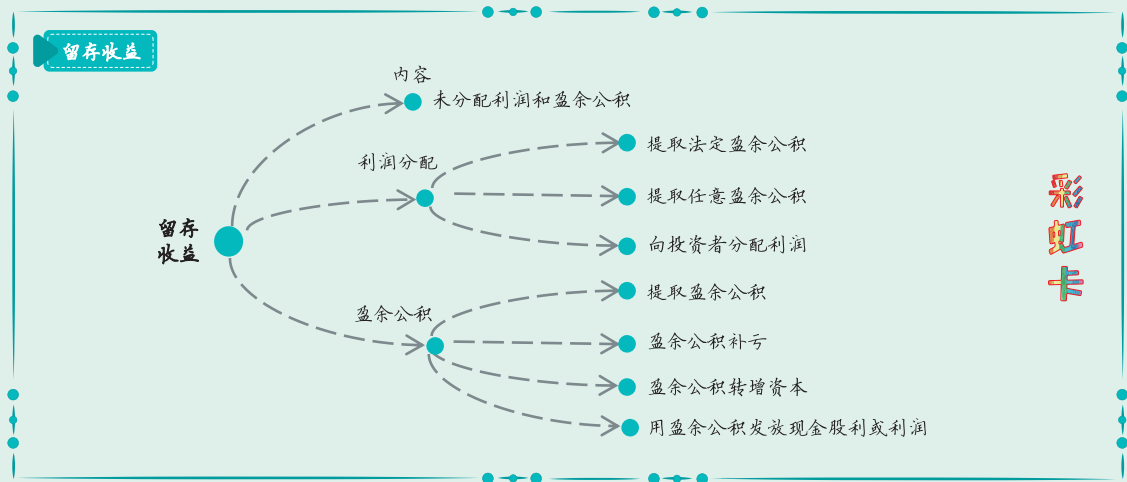 留存收益
内容
未分配利润和盈余公积
利润分配
提取法定盈余公积
提取任意盈余公积
向投资者分配利润
留存
收益
盈余公积
提取盈余公积
盈余公积补亏
盈余公积转增资本
用盈余公积发放现金股利或利润
彩
虹
卡